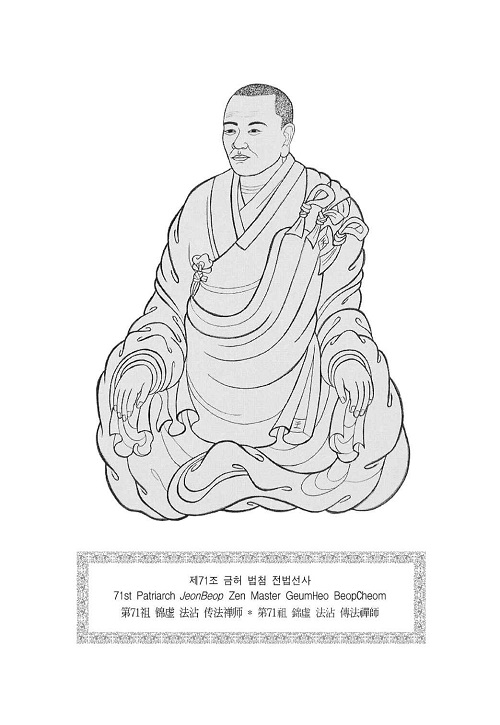 제71조 금허 법첨 전법선사
71st Patriarch JeonBeop Zen Master GeumHeo BeopCheom
第71祖 锦虚 法沾 传法禅师 * 第71祖 錦虛 法沾 傳法禪師